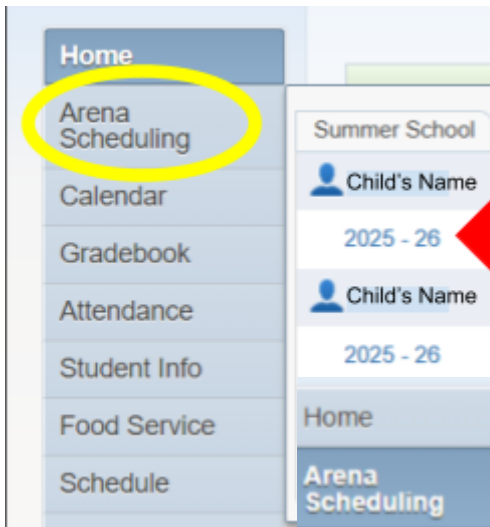 Home
Arena
Scheduling
Calendar
Gradebook
Attendance
Student Info
Food Service
Schedule
Summer School
Child's Name
2025 - 26
Child's Name
2025 - 26
Home
Arena
Scheduling